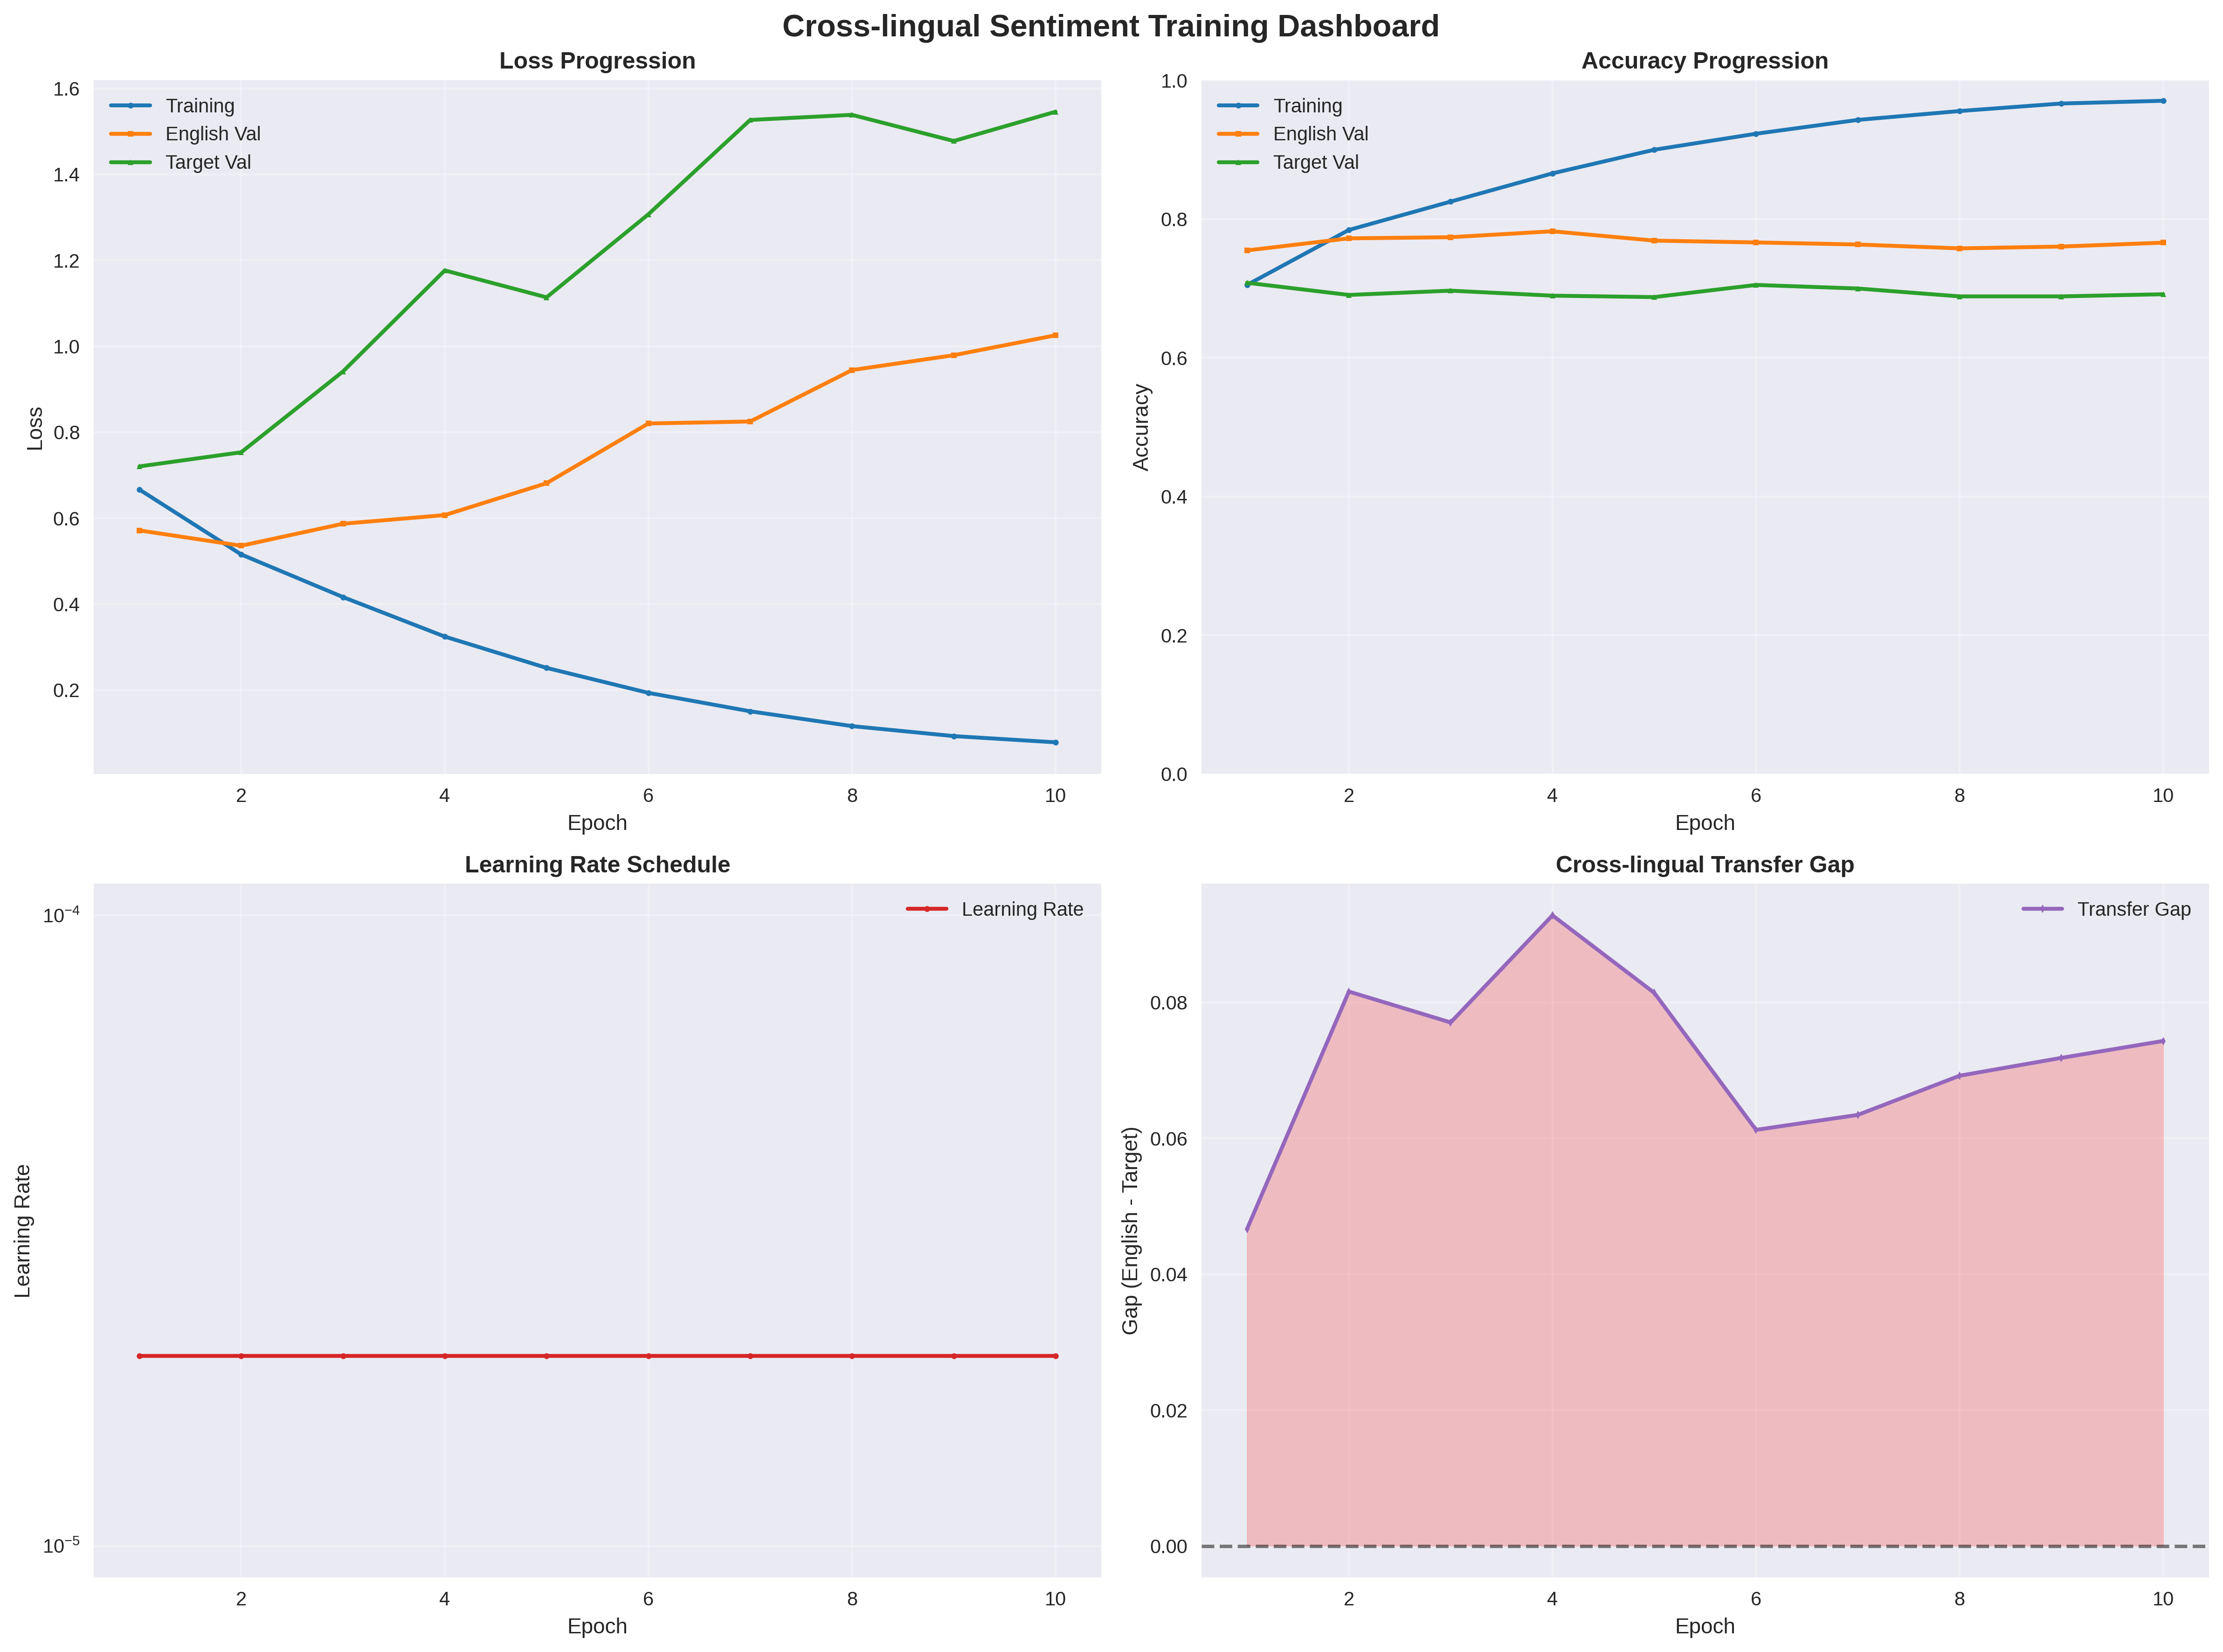 Cross-lingual Sentiment Training Dashboard
Loss Progression
Training
English Val
Target Val
1.6
1.4
1.2
1.0
0.8
0.6
0.4
0.2
Loss
2 4 6 8 10
Epoch
Accuracy Progression
Training
English Val
Target Val
1.0
0.8
0.6
0.4
0.2
0.0
Accuracy
2 4 6 8 10
Epoch
Learning Rate Schedule
Learning Rate
10⁻⁴
10⁻⁵
Learning Rate
2 4 6 8 10
Epoch
Cross-lingual Transfer Gap
Transfer Gap
0.08
0.06
0.04
0.02
0.00
Gap (English - Target)
2 4 6 8 10
Epoch